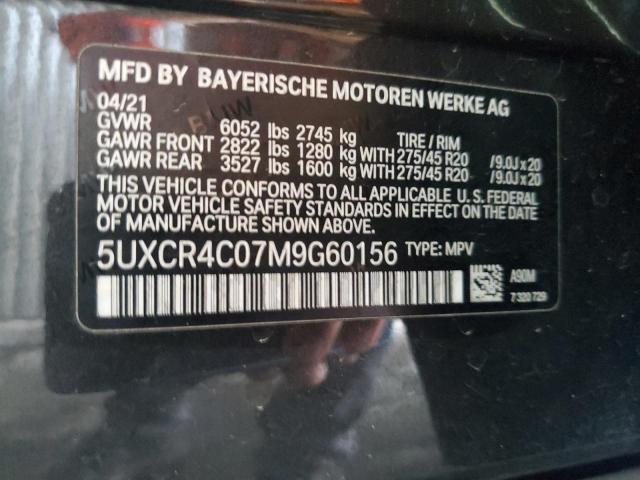 MFD BY BAYERISCHE MOTOREN WERKE AG
04/21
GVWR 6052 lbs 2745 kg TIRE / RIM
GAWR FRONT 2822 lbs 1280 kg WITH 275/45 R20 /9.0J x 20
GAWR REAR 3527 lbs 1600 kg WITH 275/45 R20 /9.0J x 20
THIS VEHICLE CONFORMS TO ALL APPLICABLE U.S. FEDERAL
MOTOR VEHICLE SAFETY STANDARDS IN EFFECT ON THE DATE
OF MANUFACTURE SHOWN ABOVE.
5UXCR4C07M9G60156 TYPE: MPV
A90M
7 320 729